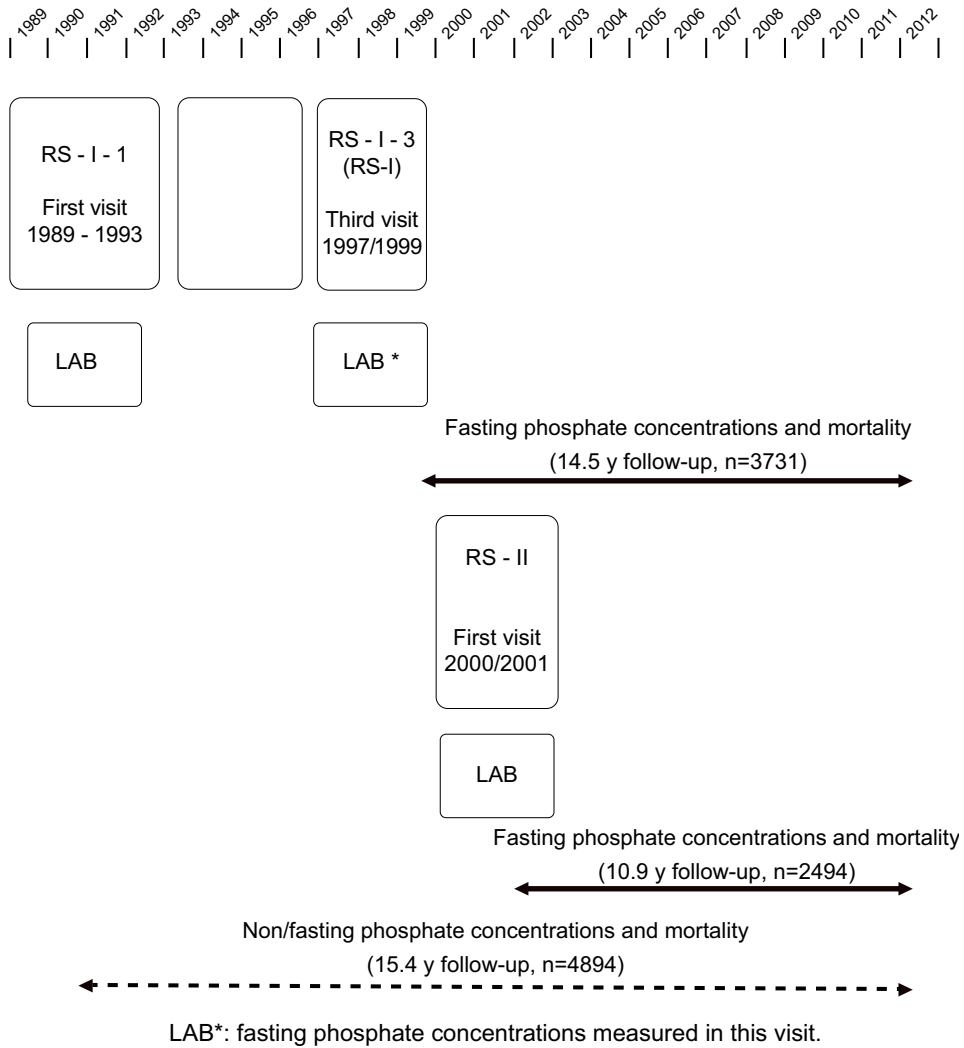 1989 1990 1991 1992 1993 1994 1995 1996 1997 1998 1999 2000 2001 2002 2003 2004 2005 2006 2007 2008 2009 2010 2011 2012
RS - I - 1
First visit
1989 - 1993
RS - I - 3
(RS-I)
Third visit
1997/1999
LAB
LAB *
Fasting phosphate concentrations and mortality
(14.5 y follow-up, n=3731)
RS - II
First visit
2000/2001
LAB
Fasting phosphate concentrations and mortality
(10.9 y follow-up, n=2494)
Non/fasting phosphate concentrations and mortality
(15.4 y follow-up, n=4894)
LAB*: fasting phosphate concentrations measured in this visit.